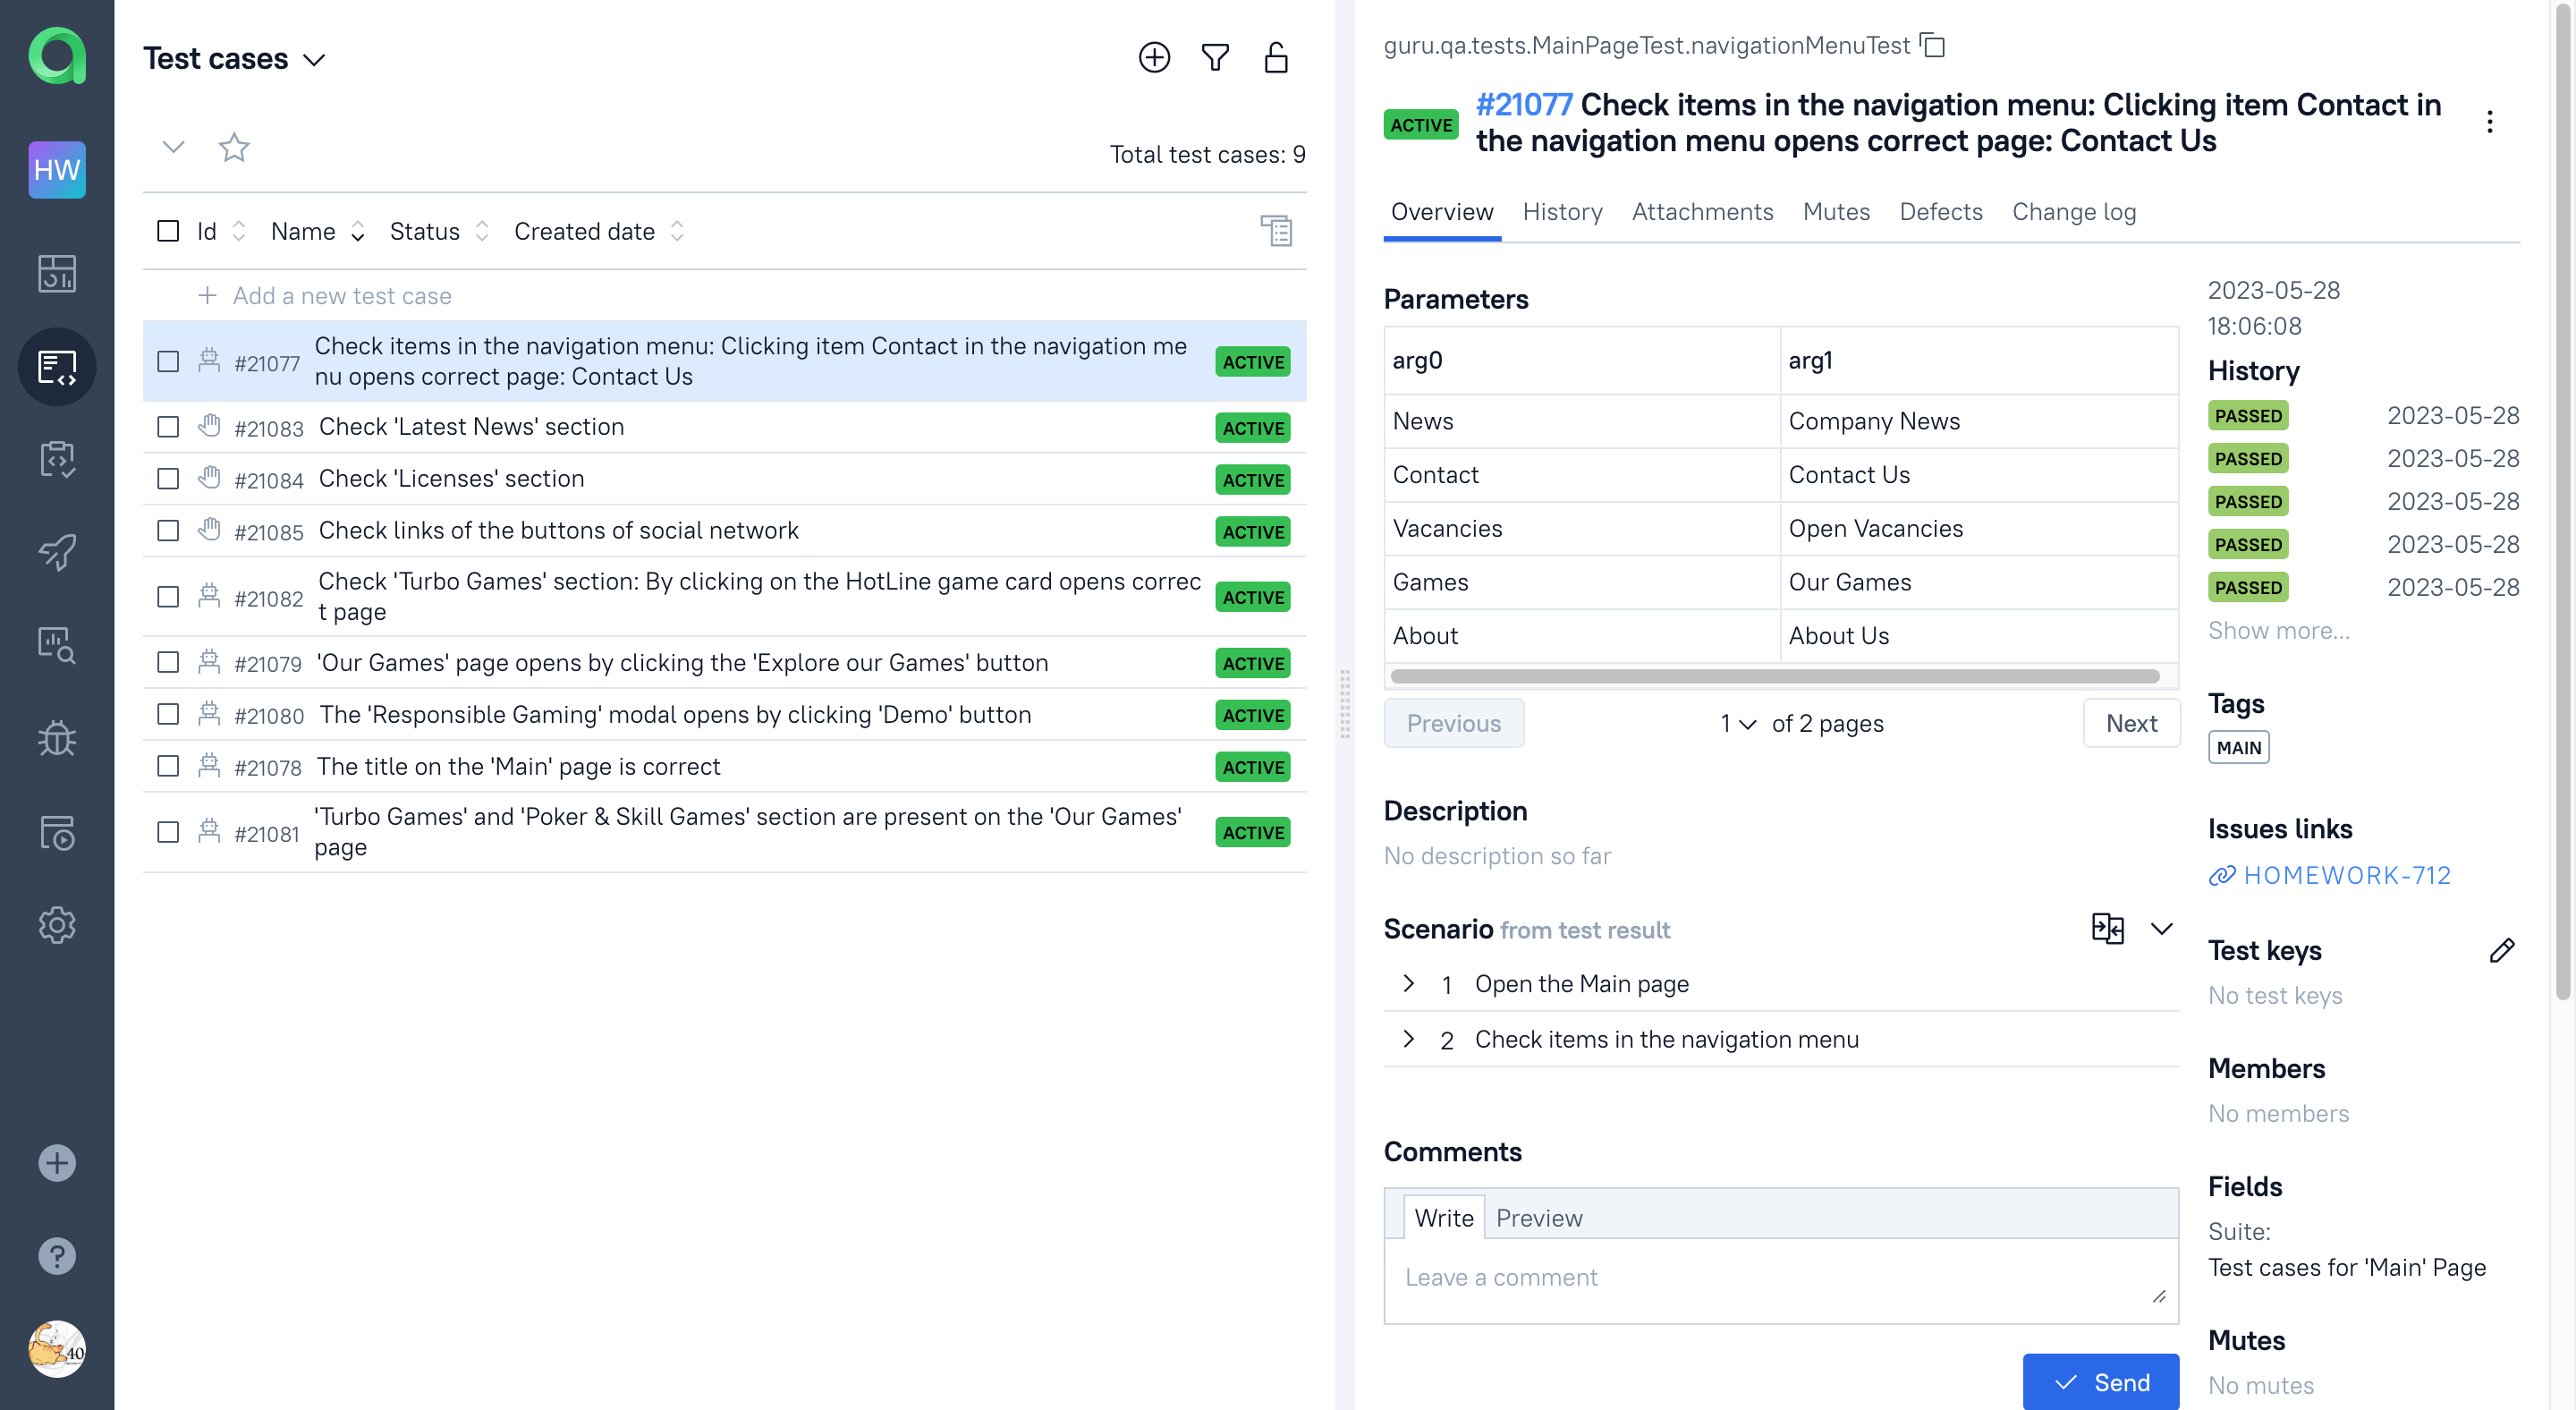 HW
40
Test cases
Total test cases: 9
Id Name Status Created date
Add a new test case
#21077 Check items in the navigation menu: Clicking item Contact in the navigation me
nu opens correct page: Contact Us ACTIVE
#21083 Check 'Latest News' section ACTIVE
#21084 Check 'Licenses' section ACTIVE
#21085 Check links of the buttons of social network ACTIVE
#21082 Check 'Turbo Games' section: By clicking on the HotLine game card opens correc
t page ACTIVE
#21079 'Our Games' page opens by clicking the 'Explore our Games' button ACTIVE
#21080 The 'Responsible Gaming' modal opens by clicking 'Demo' button ACTIVE
#21078 The title on the 'Main' page is correct ACTIVE
#21081 'Turbo Games' and 'Poker & Skill Games' section are present on the 'Our Games'
page ACTIVE
guru.qa.tests.MainPageTest.navigationMenuTest
ACTIVE #21077 Check items in the navigation menu: Clicking item Contact in
the navigation menu opens correct page: Contact Us
Overview History Attachments Mutes Defects Change log
Parameters
arg0 arg1
News Company News
Contact Contact Us
Vacancies Open Vacancies
Games Our Games
About About Us
Previous 1 of 2 pages Next
Description
No description so far
Scenario from test result
1 Open the Main page
2 Check items in the navigation menu
Comments
Write Preview
Leave a comment
Send
2023-05-28
18:06:08
History
PASSED 2023-05-28
PASSED 2023-05-28
PASSED 2023-05-28
PASSED 2023-05-28
PASSED 2023-05-28
Show more...
Tags
MAIN
Issues links
HOMEWORK-712
Test keys
No test keys
Members
No members
Fields
Suite:
Test cases for 'Main' Page
Mutes
No mutes